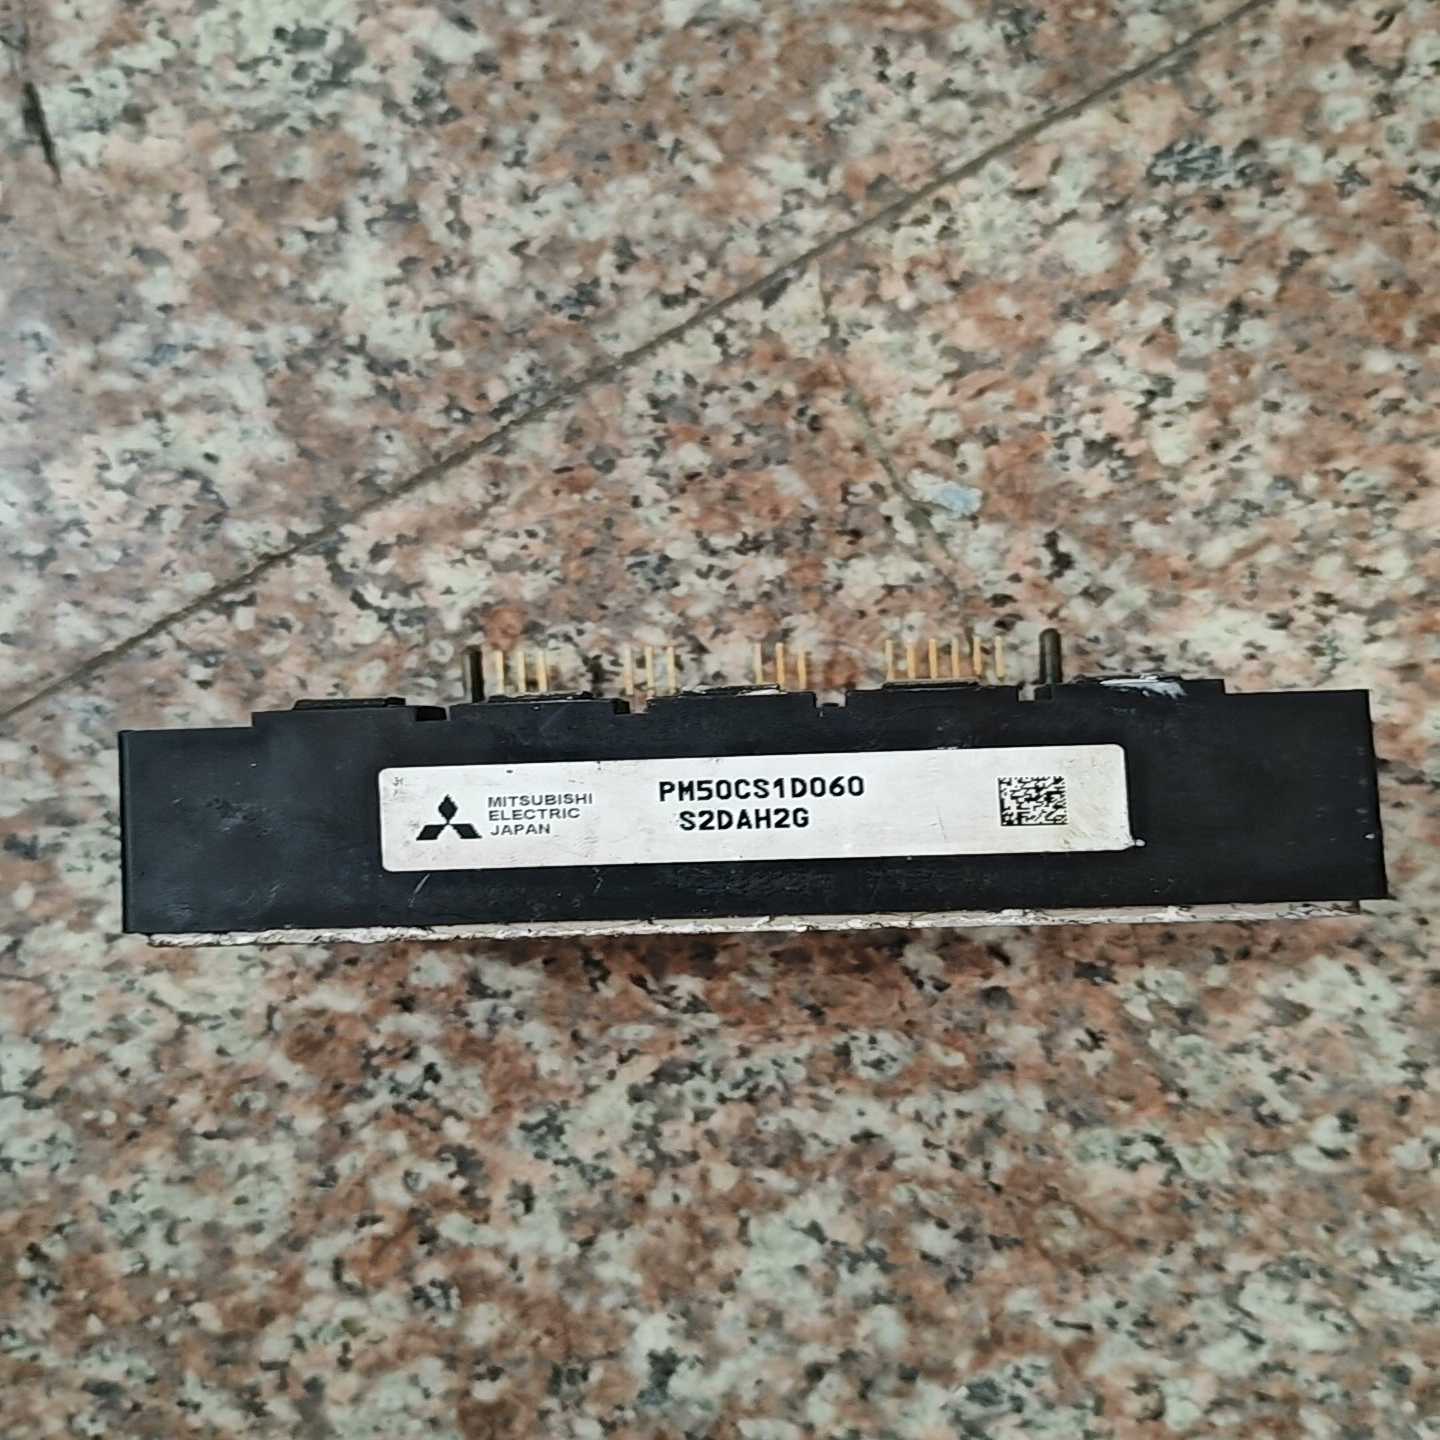 MITSUBISHI
ELECTRIC
JAPAN
PM50CS1D060
S2DAH2G